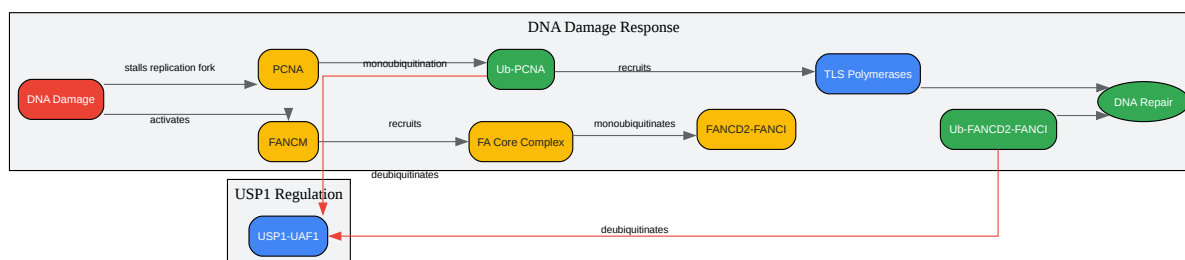 DNA Damage Response
stalls replication fork
PCNA
monoubiquitination
Ub-PCNA
recruits
TLS Polymerases
DNA Damage
DNA Repair
activates
FANCM
recruits
FA Core Complex
monoubiquitinates
FANCD2-FANCI
Ub-FANCD2-FANCI
deubiquitinates
USP1 Regulation
USP1-UAF1
deubiquitinates